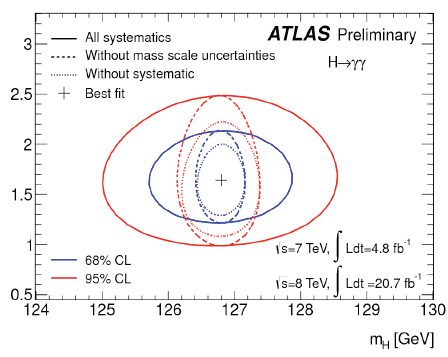 ATLAS Preliminary
All systematics
Without mass scale uncertainties
Without systematic
Best fit
H→γγ
3
2.5
2
1.5
1
0.5
68% CL
95% CL
√s=7 TeV, ∫ Ldt=4.8 fb⁻¹
√s=8 TeV, ∫ Ldt =20.7 fb⁻¹
124 125 126 127 128 129 130
m_H [GeV]